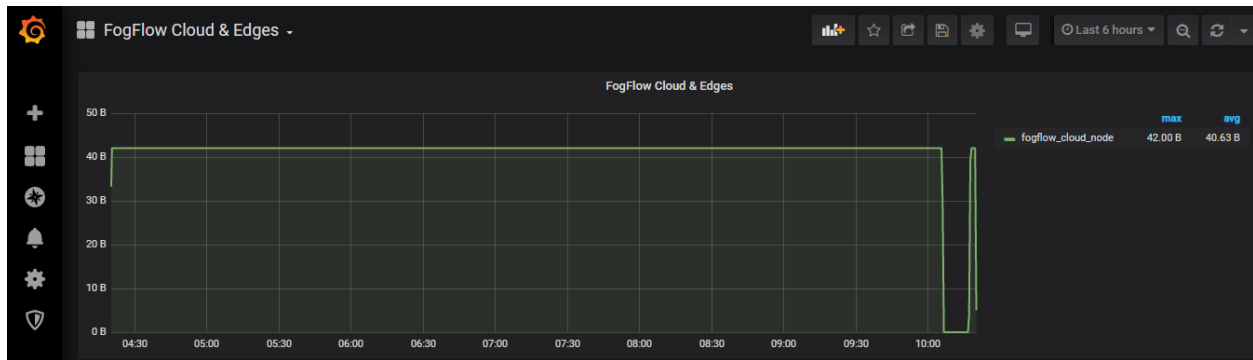 FogFlow Cloud & Edges
Last 6 hours
FogFlow Cloud & Edges
50 B
40 B
30 B
20 B
10 B
0 B
04:30 05:00 05:30 06:00 06:30 07:00 07:30 08:00 08:30 09:00 09:30 10:00
max avg
fogflow_cloud_node 42.00 B 40.63 B